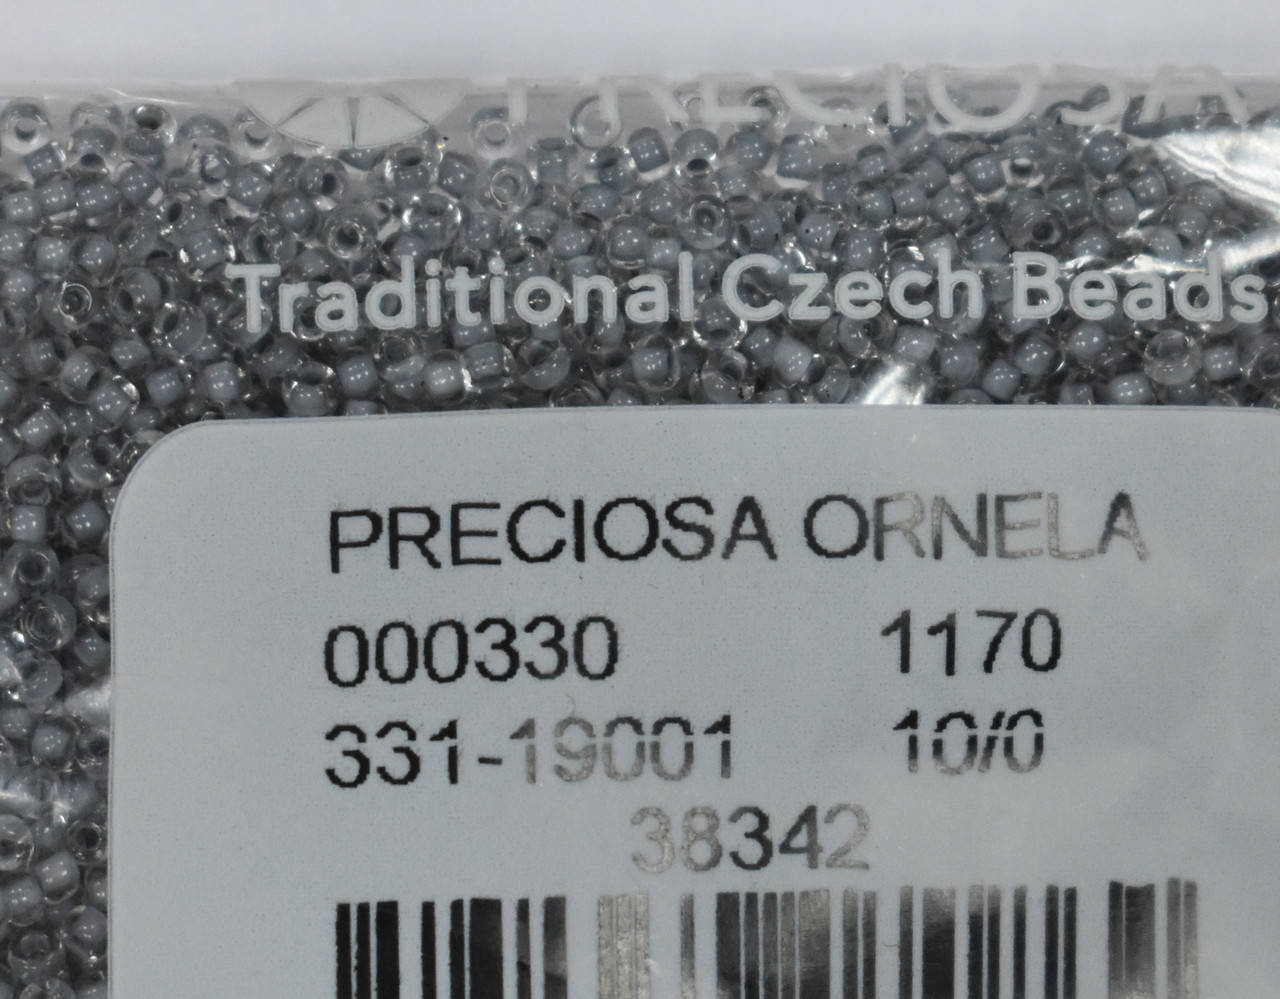 PRECIOSA
Traditional Czech Beads
PRECIOSA ORNELA
000330 1170
331-19001 10/0
38342